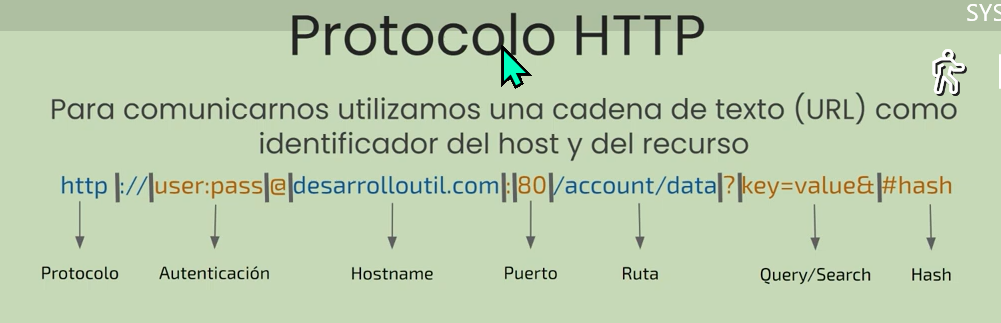 SYS
Protocolo HTTP
Para comunicarnos utilizamos una cadena de texto (URL) como
identificador del host y del recurso
http |://|user:pass|@|desarrolloutil.com|:|80|/account/data|?|key=value&|#hash
Protocolo Autenticación Hostname Puerto Ruta Query/Search Hash